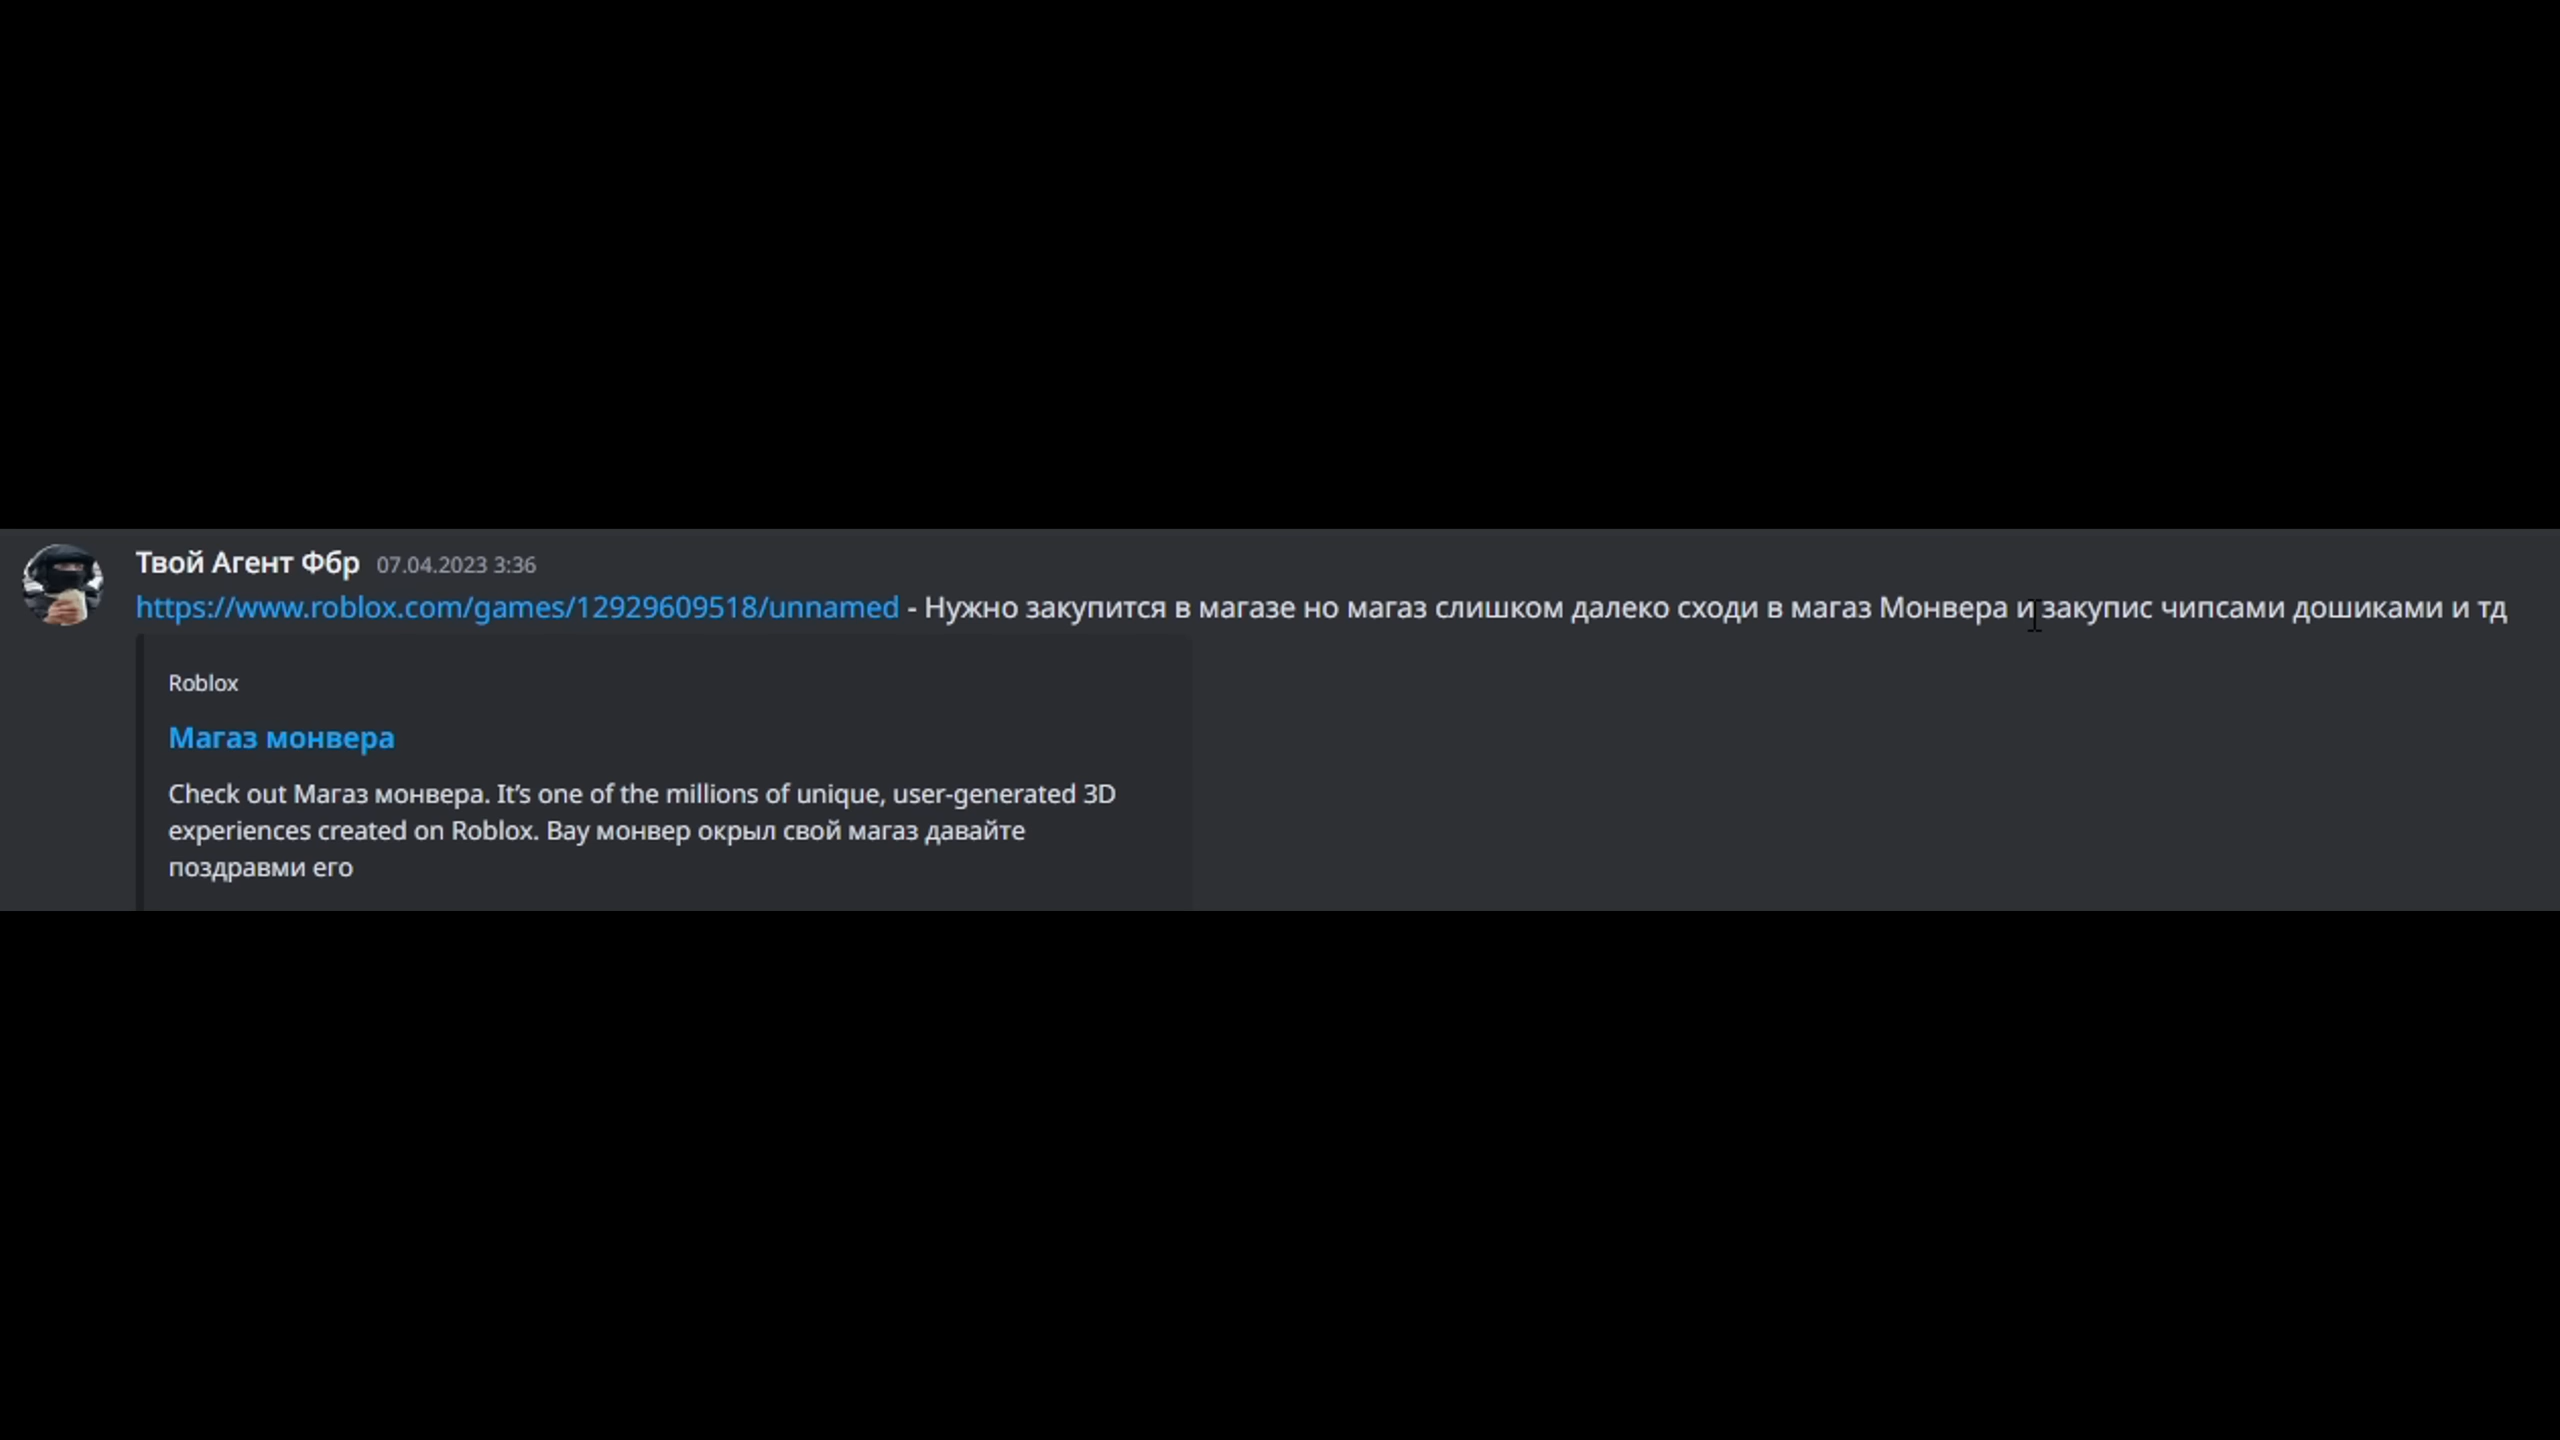 Твой Агент Фбр 07.04.2023 3:36
https://www.roblox.com/games/12929609518/unnamed - Нужно закупится в магазе но магаз слишком далеко сходи в магаз Монвера и закупис чипсами дошиками и тд
Roblox
Магаз монвера
Check out Магаз монвера. It’s one of the millions of unique, user-generated 3D
experiences created on Roblox. Вау монвер окрыл свой магаз давайте
поздравми его